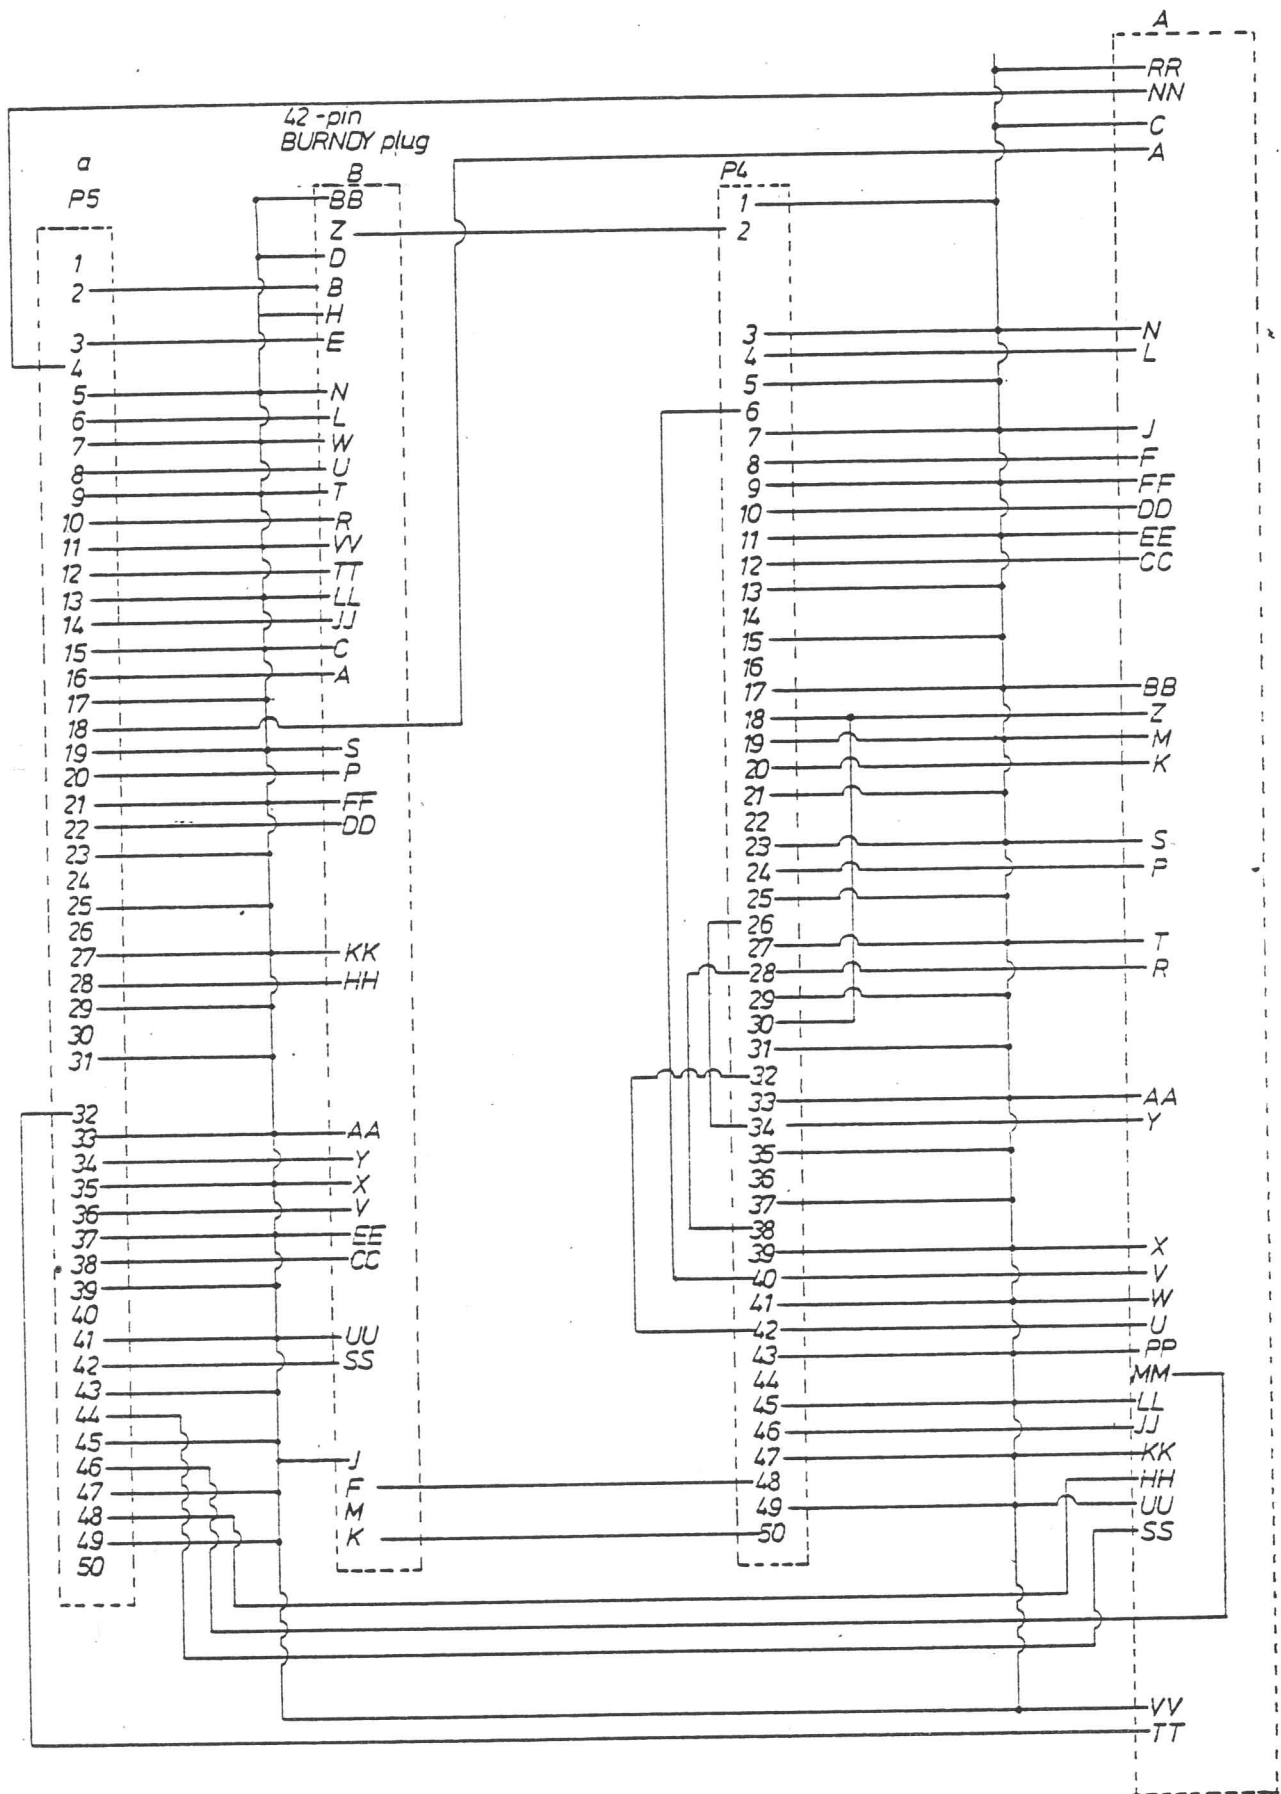 A
RR
NN
C
A
42-pin
BURNDY plug
a
P5
B
P4
BB
Z
D
B
H
E
N
L
W
U
T
R
VV
TT
LL
JJ
C
A
S
P
FF
DD
KK
HH
AA
Y
X
V
EE
CC
UU
SS
J
F
M
K
1
2
3
4
5
6
7
8
9
10
11
12
13
14
15
16
17
18
19
20
21
22
23
24
25
26
27
28
29
30
31
32
33
34
35
36
37
38
39
40
41
42
43
44
45
46
47
48
49
50
1
2
3
4
5
6
7
8
9
10
11
12
13
14
15
16
17
18
19
20
21
22
23
24
25
26
27
28
29
30
31
32
33
34
35
36
37
38
39
40
41
42
43
44
45
46
47
48
49
50
N
L
J
F
FF
DD
EE
CC
BB
Z
M
K
S
P
T
R
AA
Y
X
V
W
U
PP
MM
LL
JJ
KK
HH
UU
SS
VV
TT